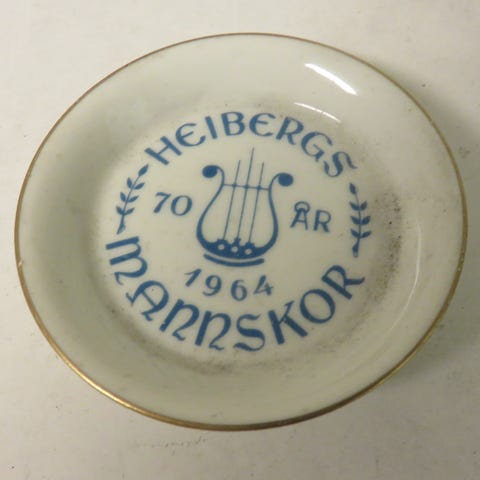 HEIBERGS
70 ÅR
1964
MANNSKOR